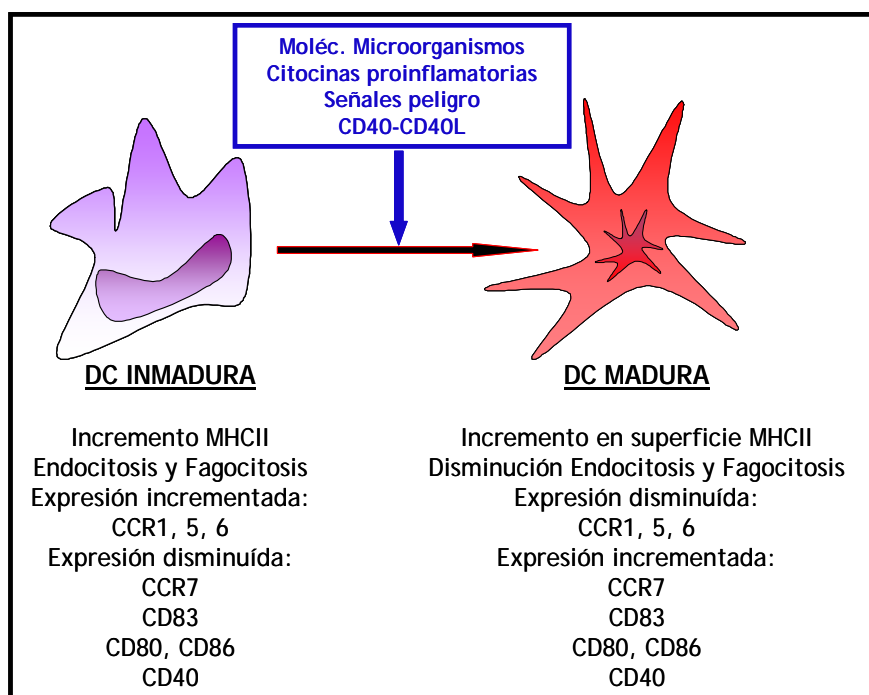 Moléc. Microorganismos
Citocinas proinflamatorias
Señales peligro
CD40-CD40L
DC INMADURA
Incremento MHCII
Endocitosis y Fagocitosis
Expresión incrementada:
CCR1, 5, 6
Expresión disminuída:
CCR7
CD83
CD80, CD86
CD40
DC MADURA
Incremento en superficie MHCII
Disminución Endocitosis y Fagocitosis
Expresión disminuída:
CCR1, 5, 6
Expresión incrementada:
CCR7
CD83
CD80, CD86
CD40